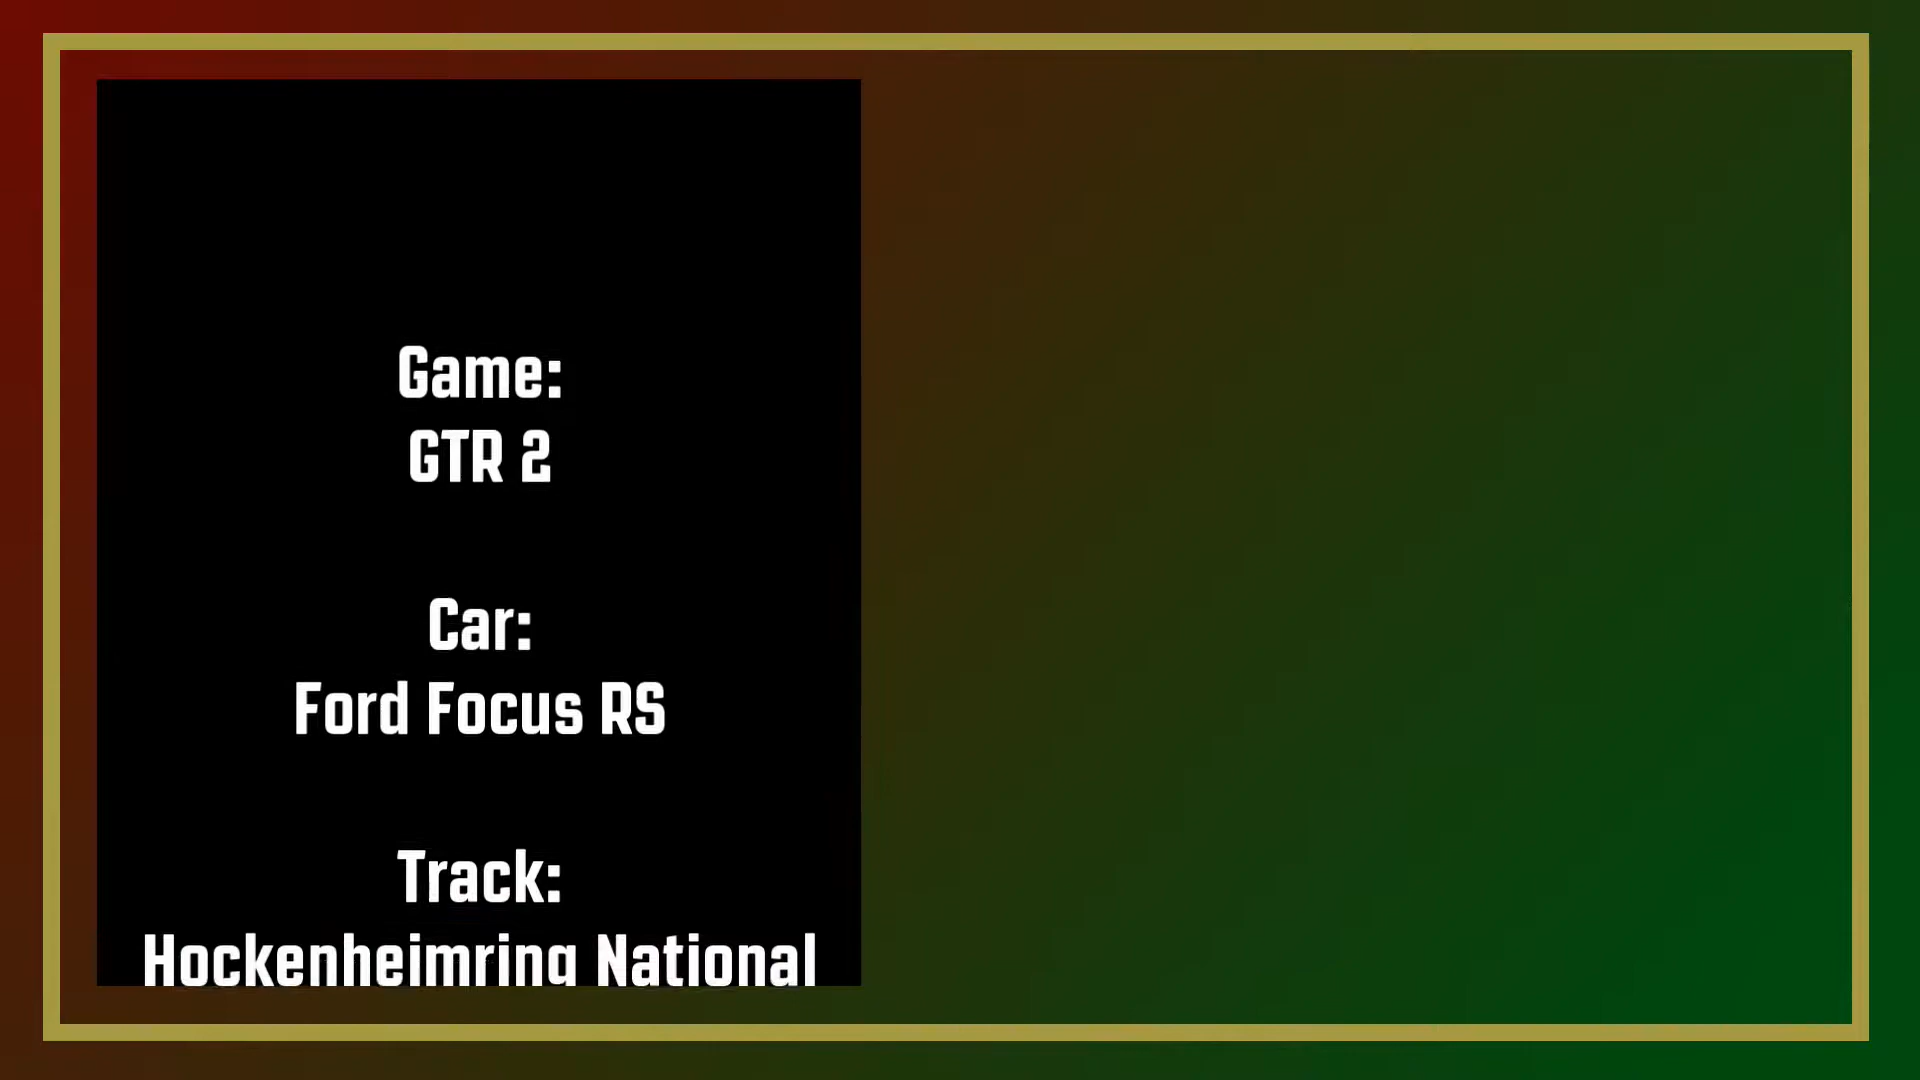 Game:
GTR 2
Car:
Ford Focus RS
Track:
Hockenheimring National